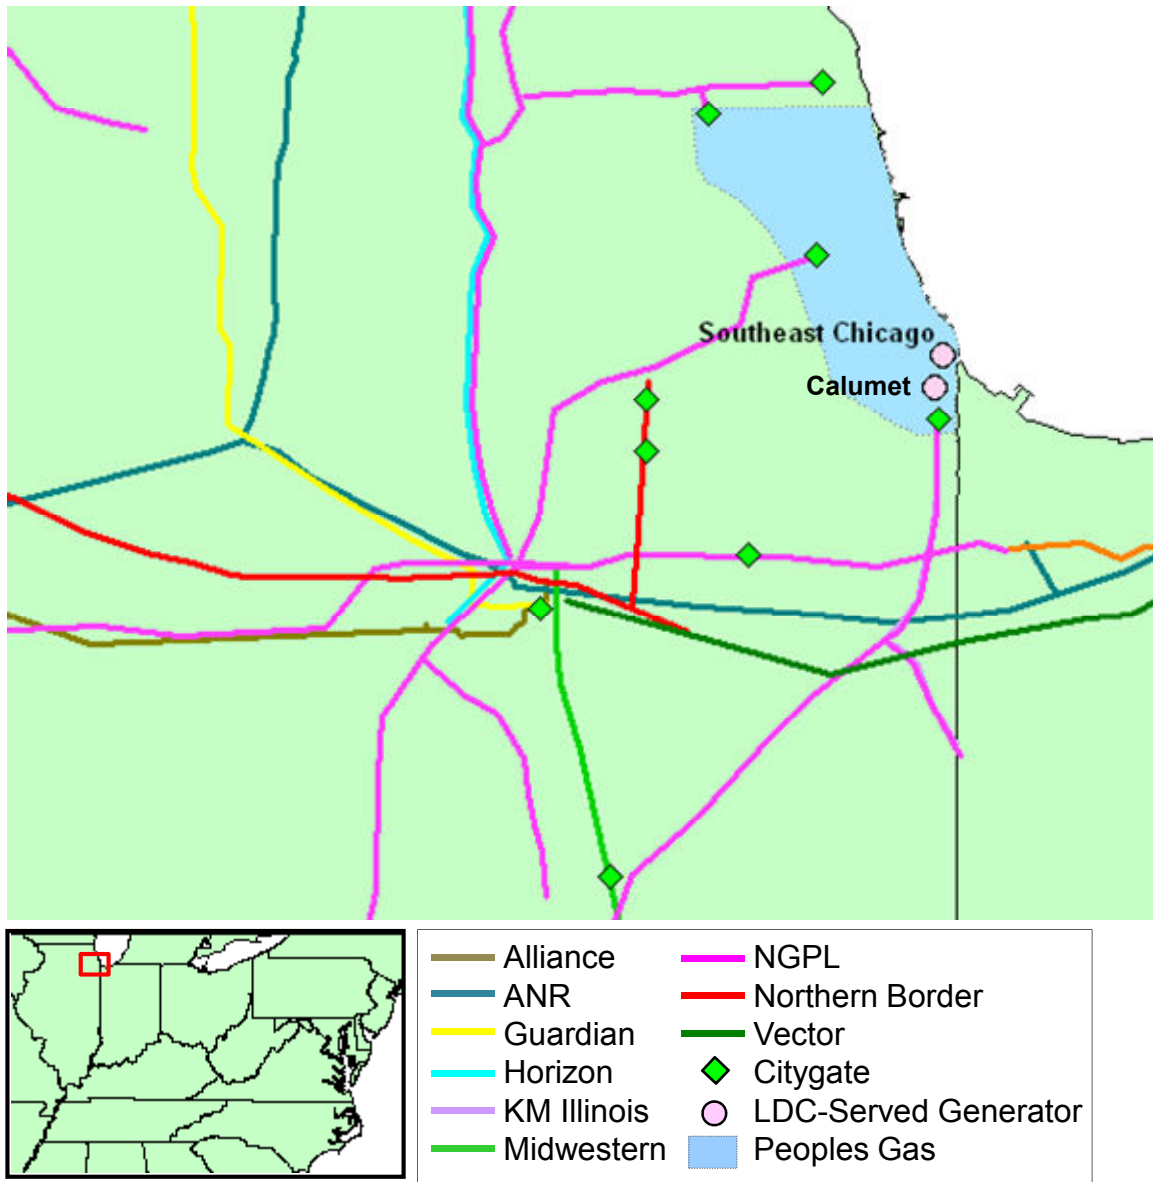 Southeast Chicago
Calumet
Alliance
ANR
Guardian
Horizon
KM Illinois
Midwestern
NGPL
Northern Border
Vector
Citygate
LDC-Served Generator
Peoples Gas